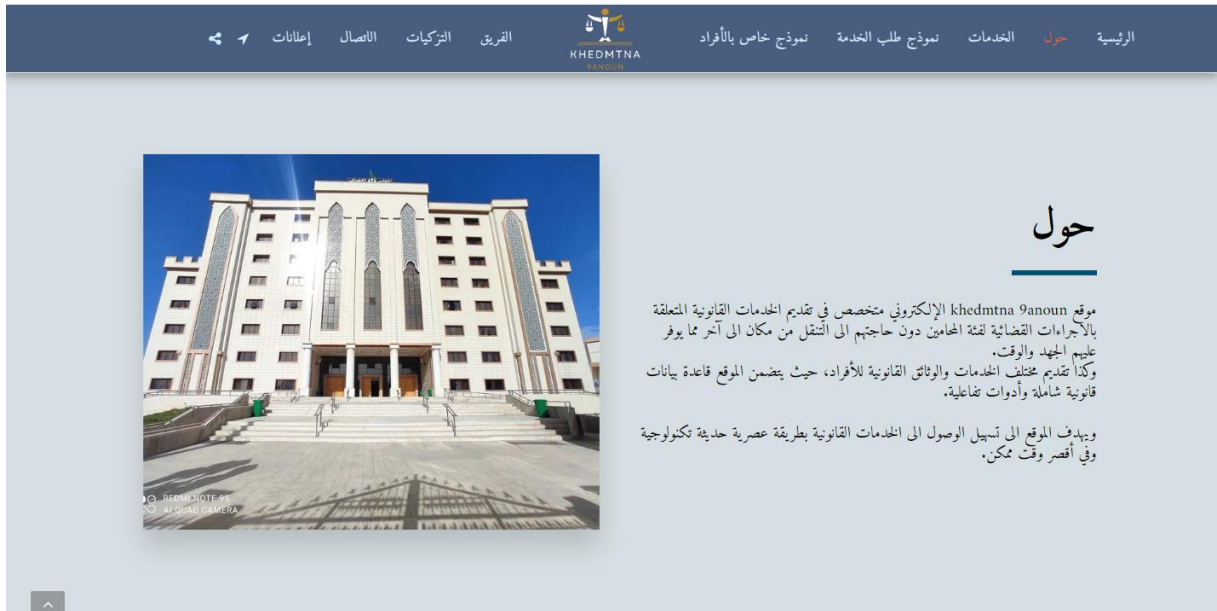 الرئيسية
حول
الخدمات
نموذج طلب الخدمة
نموذج خاص بالأفراد
KHEDMTNA
9ANOUN
الفريق
التزكيات
الاتصال
إعلانات
حول
موقع khedmtna 9anoun الإلكتروني متخصص في تقديم الخدمات القانونية المتعلقة
بالآجراءات القضائية لفئة المحامين دون حاجتهم الى التنقل من مكان الى آخر مما يوفر
عليهم الجهد والوقت.
وكذا تقديم مختلف الخدمات والوثائق القانونية للأفراد، حيث يتضمن الموقع قاعدة بيانات
قانونية شاملة وأدوات تفاعلية.
ويهدف الموقع الى تسهيل الوصول الى الخدمات القانونية بطريقة عصرية حديثة تكنولوجية
وفي أقصر وقت ممكن.
REDMI NOTE 9S
AI QUAD CAMERA